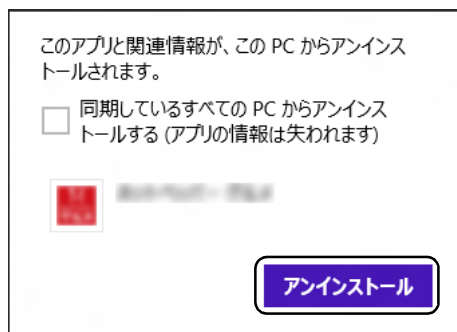 このアプリと関連情報が、この PC からアンインス
トールされます。
同期しているすべての PC からアンインス
トールする (アプリの情報は失われます)
アンインストール